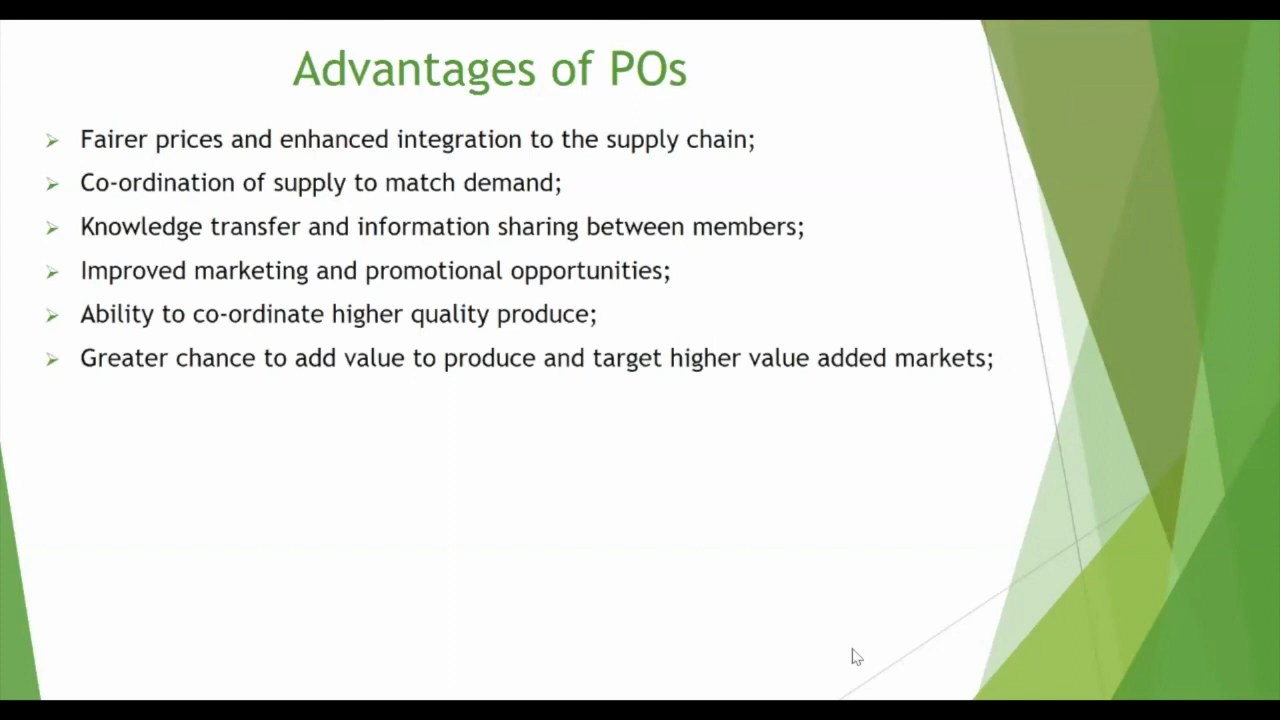 Advantages of POs
Fairer prices and enhanced integration to the supply chain;
Co-ordination of supply to match demand;
Knowledge transfer and information sharing between members;
Improved marketing and promotional opportunities;
Ability to co-ordinate higher quality produce;
Greater chance to add value to produce and target higher value added markets;